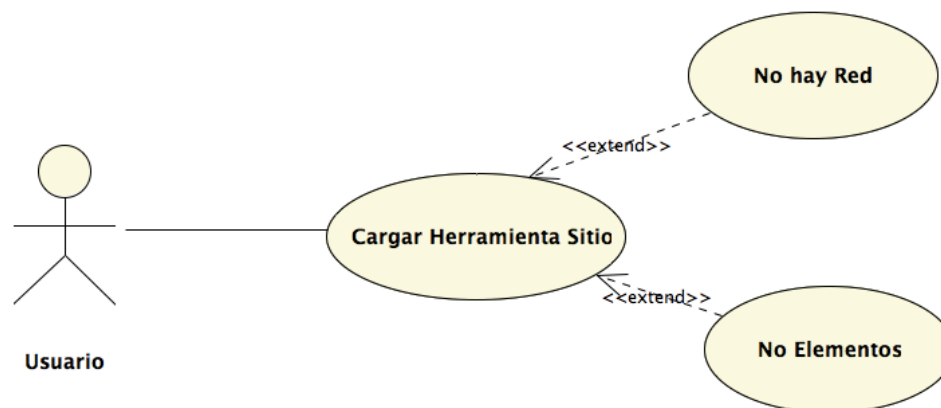 No hay Red
<<extend>>
Cargar Herramienta Sitio
<<extend>>
No Elementos
Usuario